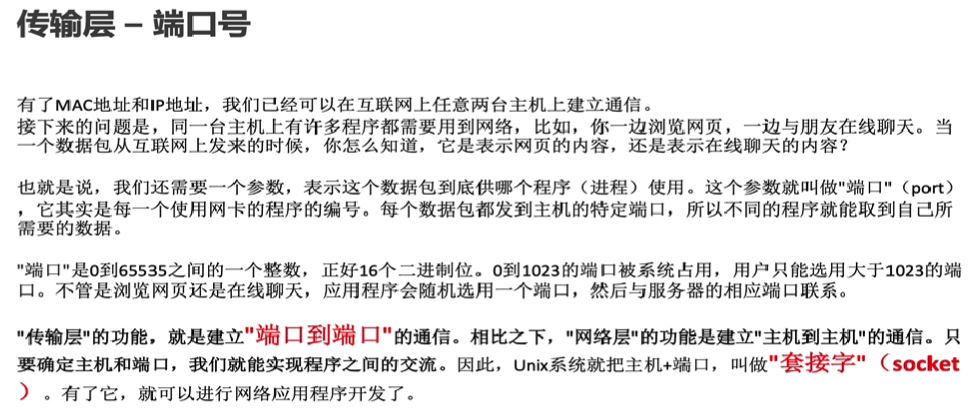 传输层 – 端口号
有了MAC地址和IP地址，我们已经可以在互联网上任意两台主机上建立通信。
接下来的问题是，同一台主机上有许多程序都需要用到网络，比如，你一边浏览网页，一边与朋友在线聊天。当
一个数据包从互联网上发来的时候，你怎么知道，它是表示网页的内容，还是表示在线聊天的内容？
也就是说，我们还需要一个参数，表示这个数据包到底供哪个程序（进程）使用。这个参数就叫做"端口"（port）
，它其实是每一个使用网卡的程序的编号。每个数据包都发到主机的特定端口，所以不同的程序就能取到自己所
需要的数据。
"端口"是0到65535之间的一个整数，正好16个二进制位。0到1023的端口被系统占用，用户只能选用大于1023的端
口。不管是浏览网页还是在线聊天，应用程序会随机选用一个端口，然后与服务器的相应端口联系。
"传输层"的功能，就是建立"端口到端口"的通信。相比之下，"网络层"的功能是建立"主机到主机"的通信。只
要确定主机和端口，我们就能实现程序之间的交流。因此，Unix系统就把主机+端口，叫做"套接字"（socket
）。有了它，就可以进行网络应用程序开发了。